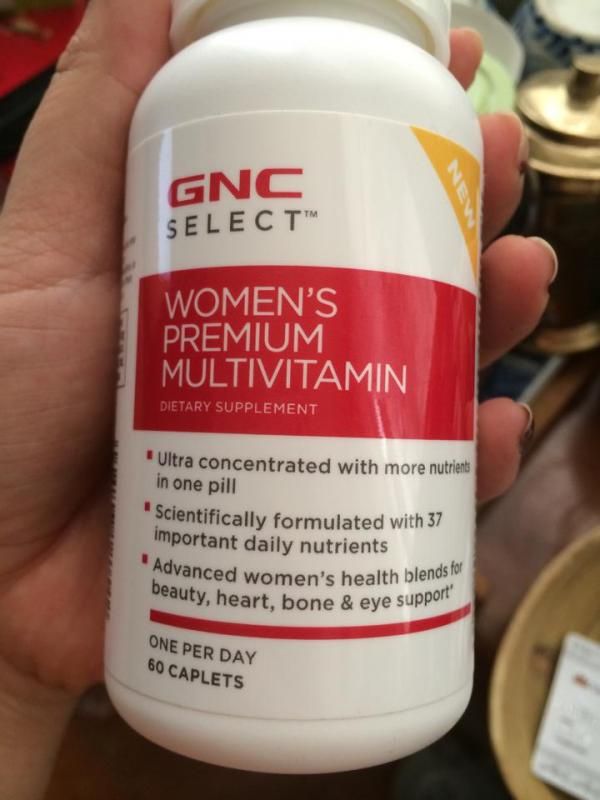 NEW
GNC
SELECT™
WOMEN'S
PREMIUM
MULTIVITAMIN
DIETARY SUPPLEMENT
▪ Ultra concentrated with more nutrients
in one pill
▪ Scientifically formulated with 37
important daily nutrients
▪ Advanced women's health blends for
beauty, heart, bone & eye support*
ONE PER DAY
60 CAPLETS